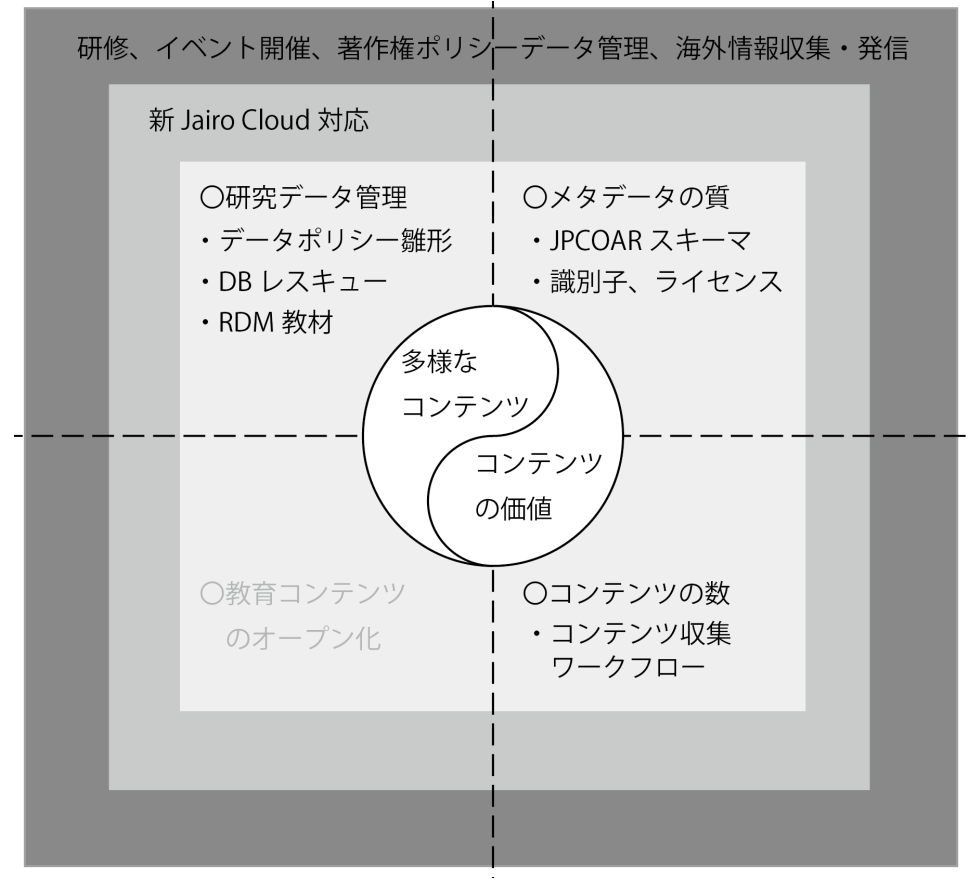 研修、イベント開催、著作権ポリシーデータ管理、海外情報収集・発信
新 Jairo Cloud 対応
〇研究データ管理
・データポリシー雛形
・DB レスキュー
・RDM 教材
〇メタデータの質
・JPCOAR スキーマ
・識別子、ライセンス
多様な
コンテンツ
コンテンツ
の価値
〇教育コンテンツ
のオープン化
〇コンテンツの数
・コンテンツ収集
ワークフロー